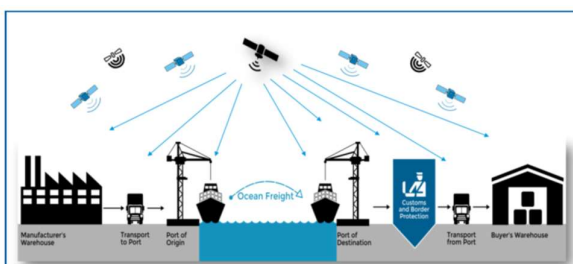 Ocean Freight
Customs
and Border
Protection
Manufacturer's
Warehouse
Transport
to Port
Port of
Origin
Port of
Destination
Transport
from Port
Buyer's Warehouse